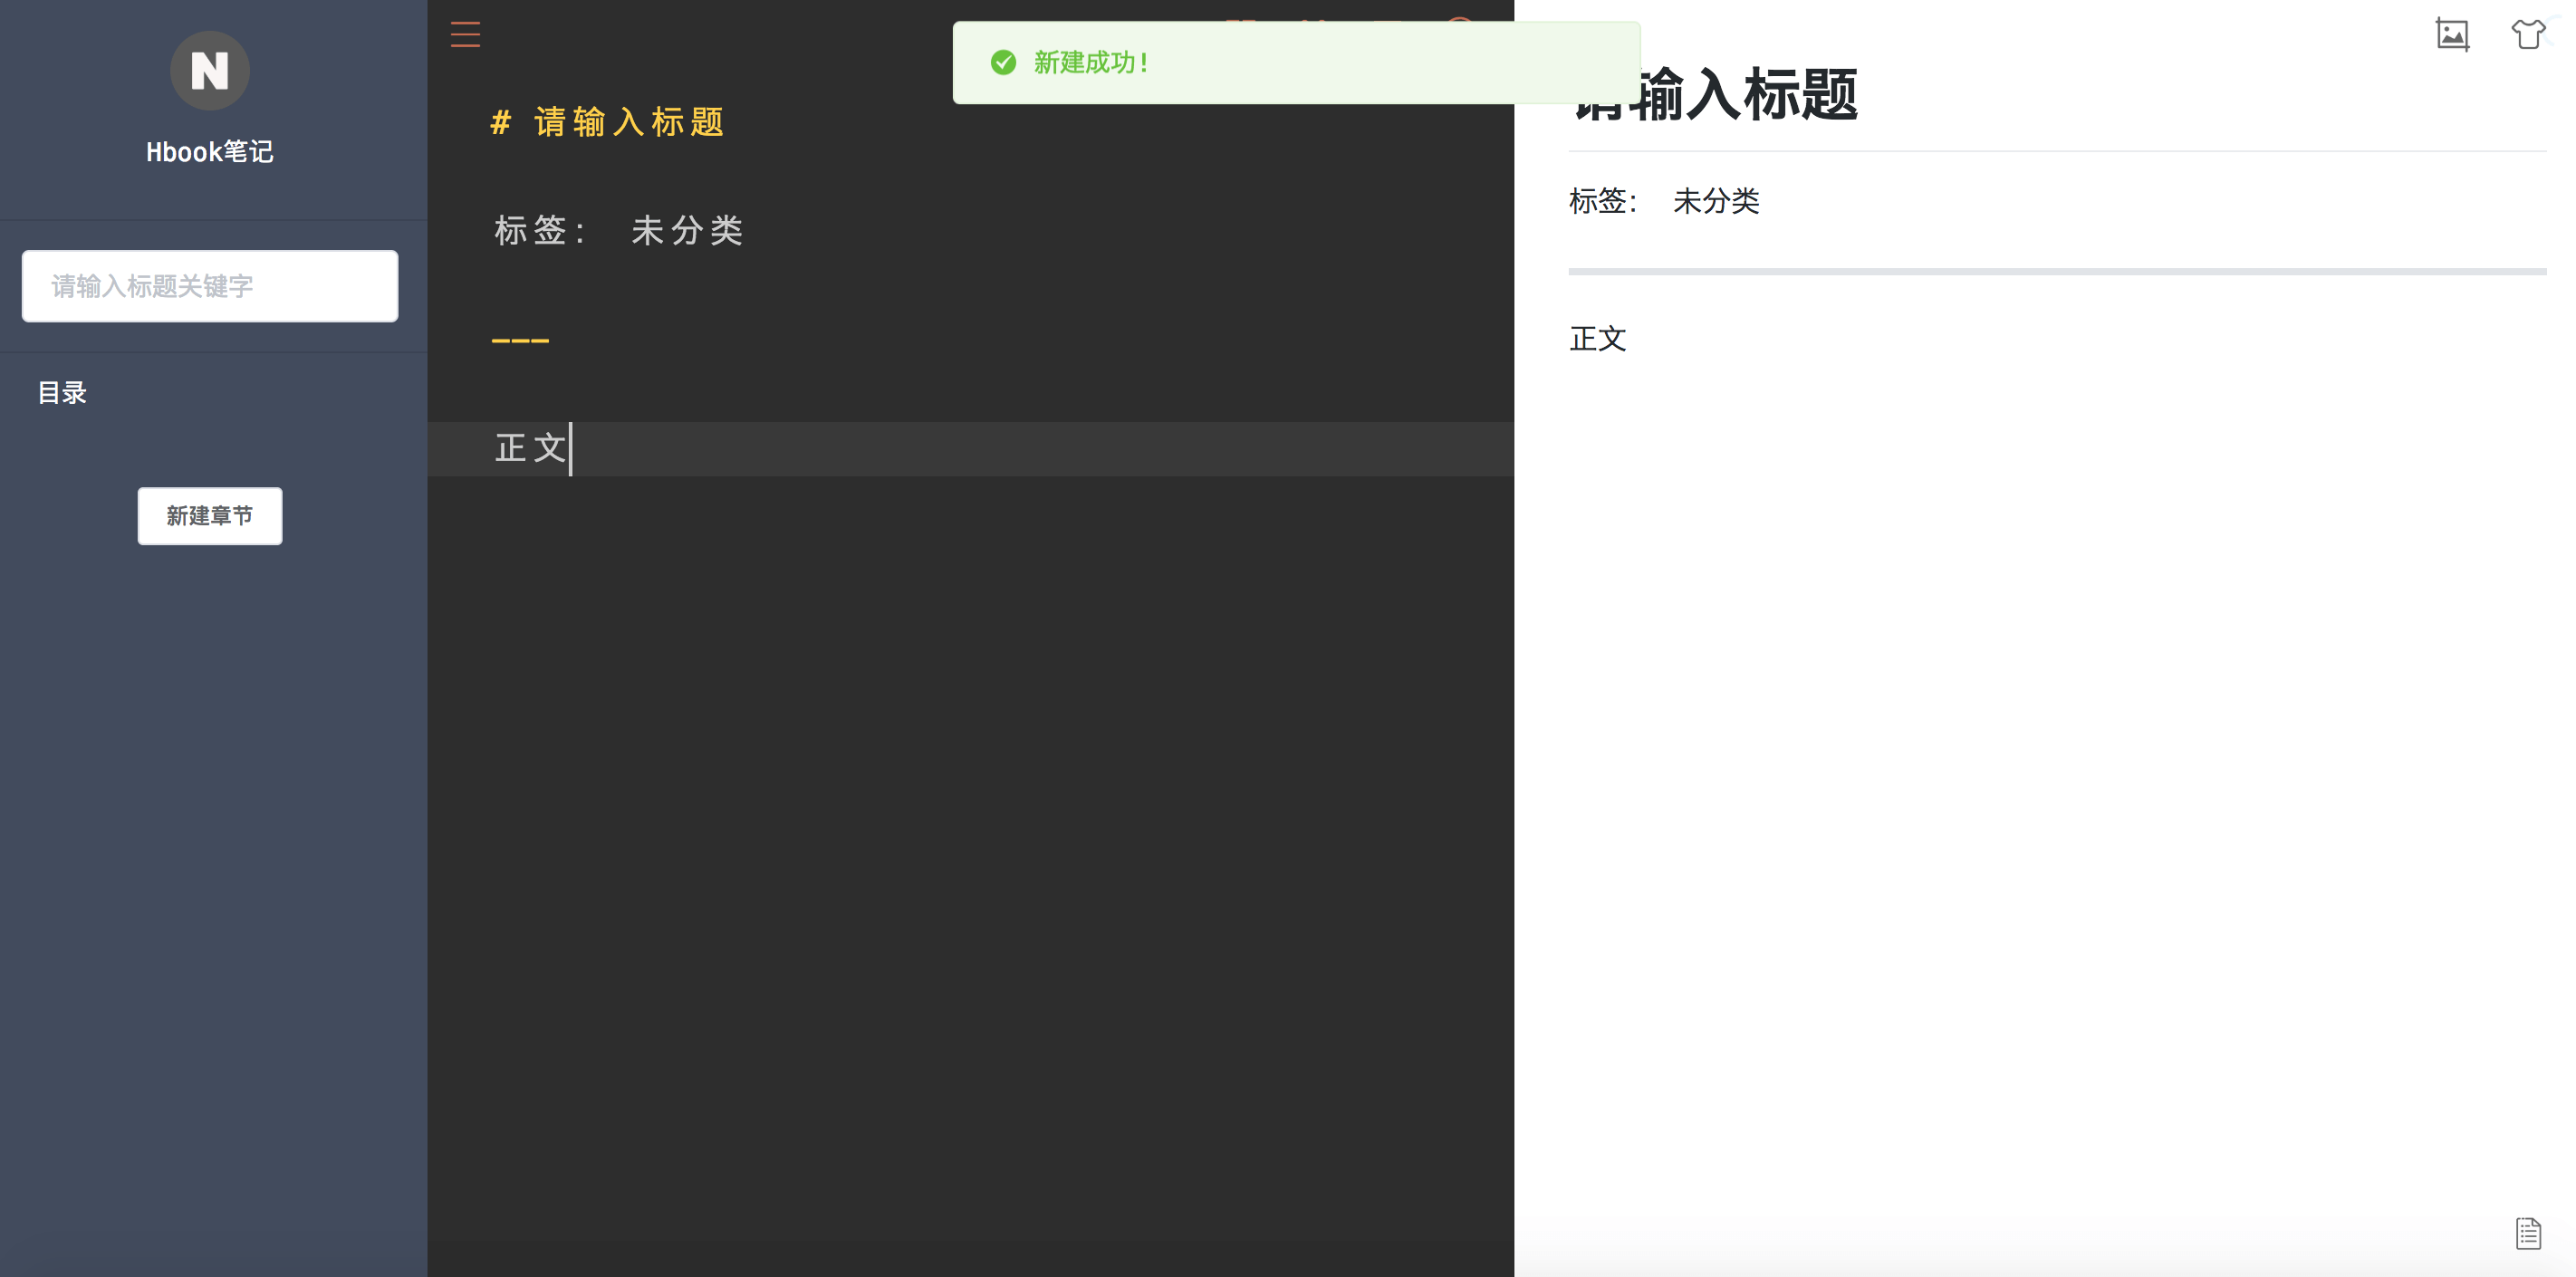 N
Hbook笔记
请输入标题关键字
目录
新建章节
新建成功!
# 请输入标题
标签: 未分类
---
正文
请输入标题
标签: 未分类
正文